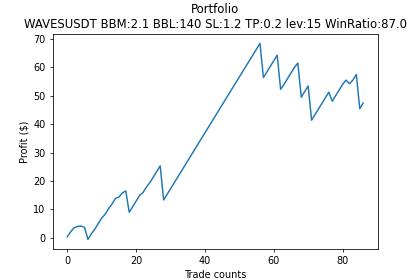 Portfolio
WAVESUSDT BBM:2.1 BBL:140 SL:1.2 TP:0.2 lev:15 WinRatio:87.0
70
60
50
40
30
20
10
0
Profit ($)
0 20 40 60 80
Trade counts